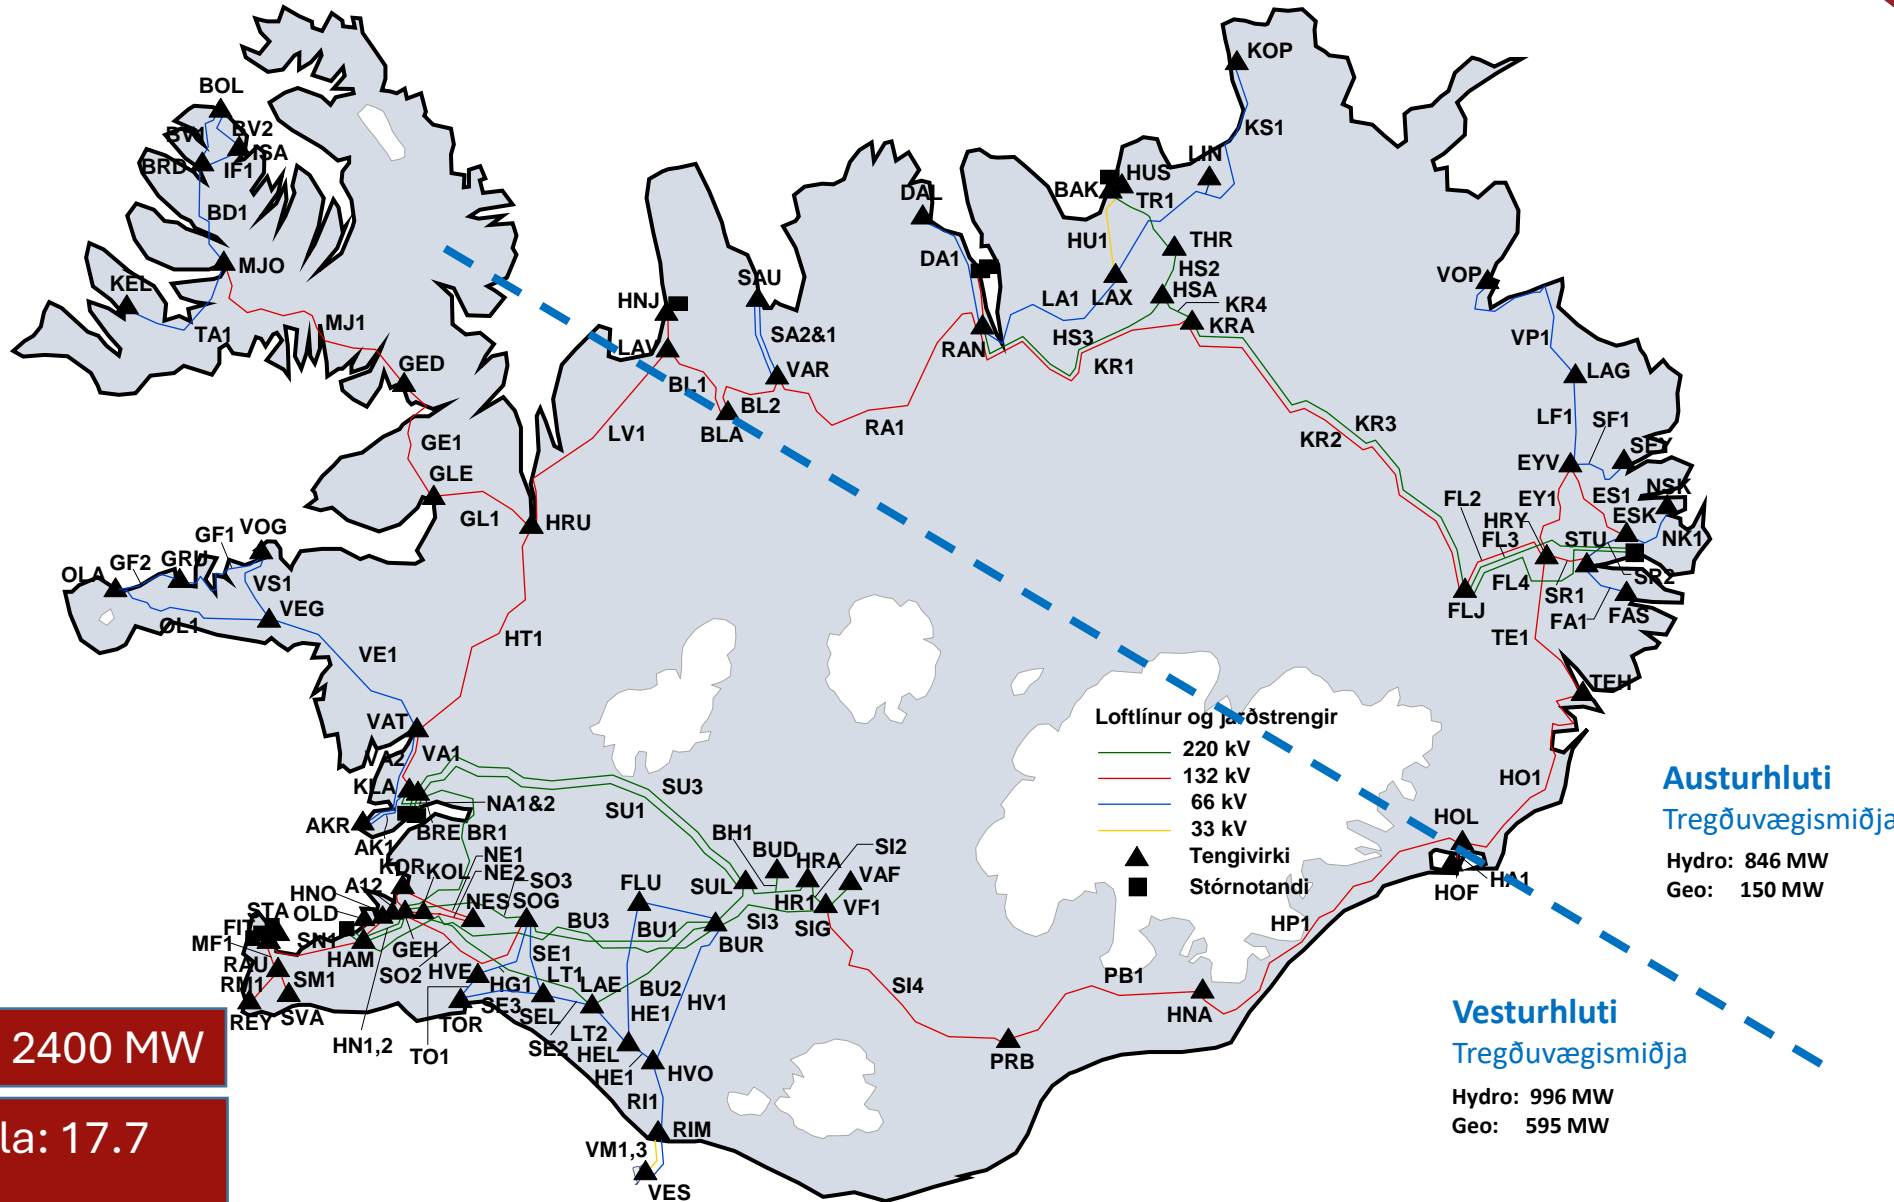 KOP
BOL
BV1
BV2
ISA
BRD
IF1
KS1
LIN
HUS
BAK
TR1
BD1
DAL
HU1
THR
MJO
DA1
HS2
VOP
KEL
SAU
HSA
LA1
LAX
KR4
HNJ
TA1
MJ1
SA2&1
KRA
HS3
VP1
LAV
RAN
KR1
GED
VAR
LAG
BL1
BL2
BLA
RA1
LF1
SF1
KR3
KR2
GE1
LV1
SEY
EYV
GLE
NSK
EY1
ES1
FL2
GL1
HRU
HRY
ESK
FL3
STU
NK1
GF1
VOG
GF2
GRU
OLA
VS1
FL4
SR2
SR1
FLJ
FA1
FAS
VEG
OL1
HT1
TE1
VE1
TEH
VAT
Loftlínur og jarðstrengir
220 kV
132 kV
66 kV
33 kV
Tengivirki
Stórnotandi
VA1
VA2
HO1
Austurhluti
Tregðuvægismiðja
Hydro: 846 MW
Geo: 150 MW
KLA
SU3
NA1&2
SU1
HOL
AKR
BRE
BR1
AK1
BH1
BUD
HRA
SI2
NE1
KOL
NE2
KOR
VAF
A12
SO3
FLU
SUL
HNO
HA1
HOF
STA
OLD
NES
SOG
HR1
VF1
FIT
BU3
BU1
SI3
SIG
HP1
MF1
SN1
HAM
GEH
BUR
SE1
RAU
SO2
HVE
LT1
RM1
SM1
HG1
LAE
BU2
HV1
SI4
PB1
SE3
SEL
REY
SVA
TOR
HNA
Vesturhluti
Tregðuvægismiðja
Hydro: 996 MW
Geo: 595 MW
HE1
LT2
SE2
HN1,2
TO1
HEL
PRB
2400 MW
HE1
HVO
RI1
la: 17.7
RIM
VM1,3
VES